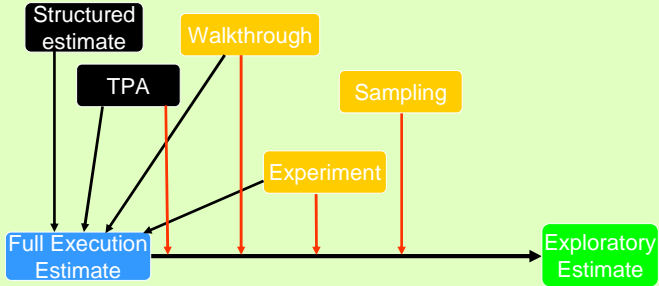 Structured
estimate
Walkthrough
TPA
Sampling
Experiment
Full Execution
Estimate
Exploratory
Estimate